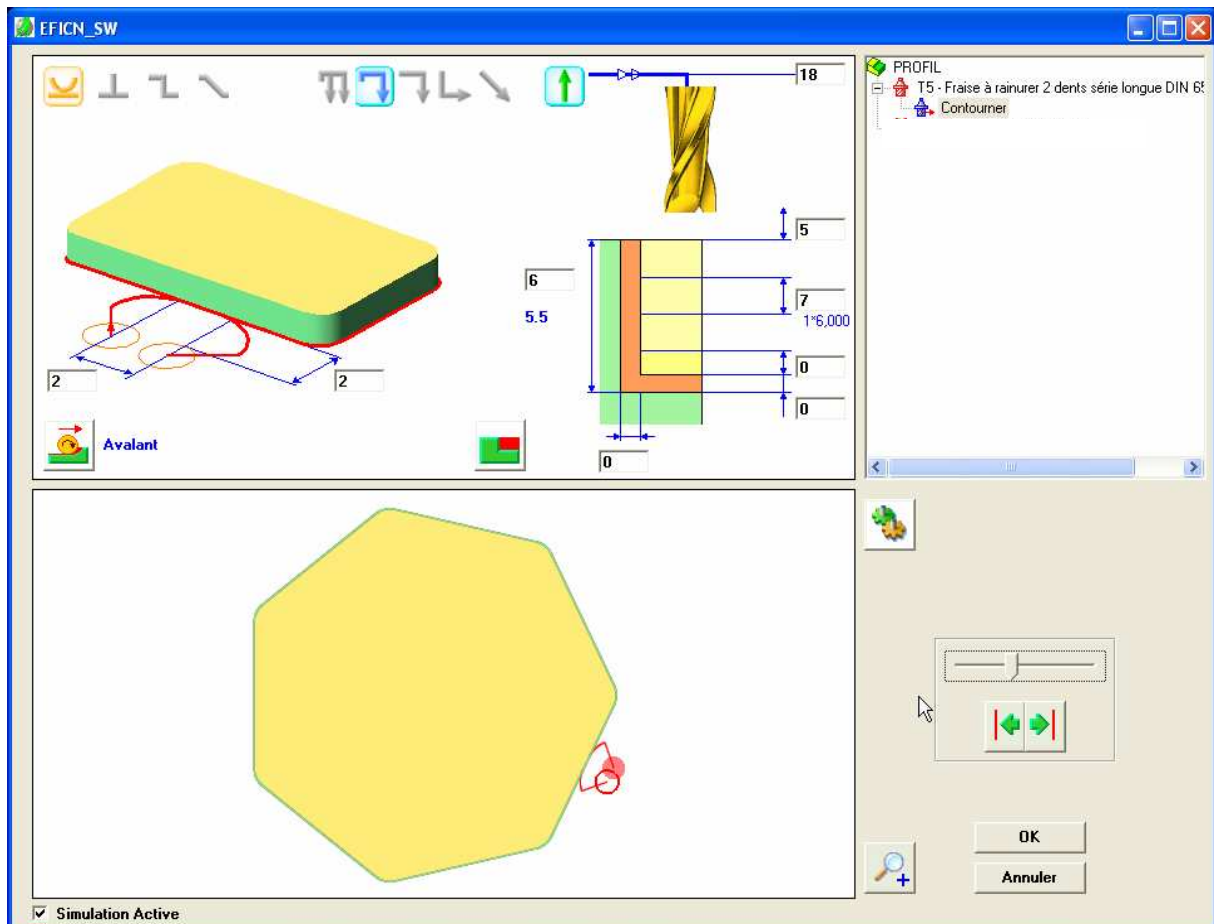 EFICN_SW
18
5
6
5.5
7
1*6,000
0
0
0
2
2
Avalant
PROFIL
T5 - Fraise à rainurer 2 dents série longue DIN 65
Contourner
OK
Annuler
Simulation Active